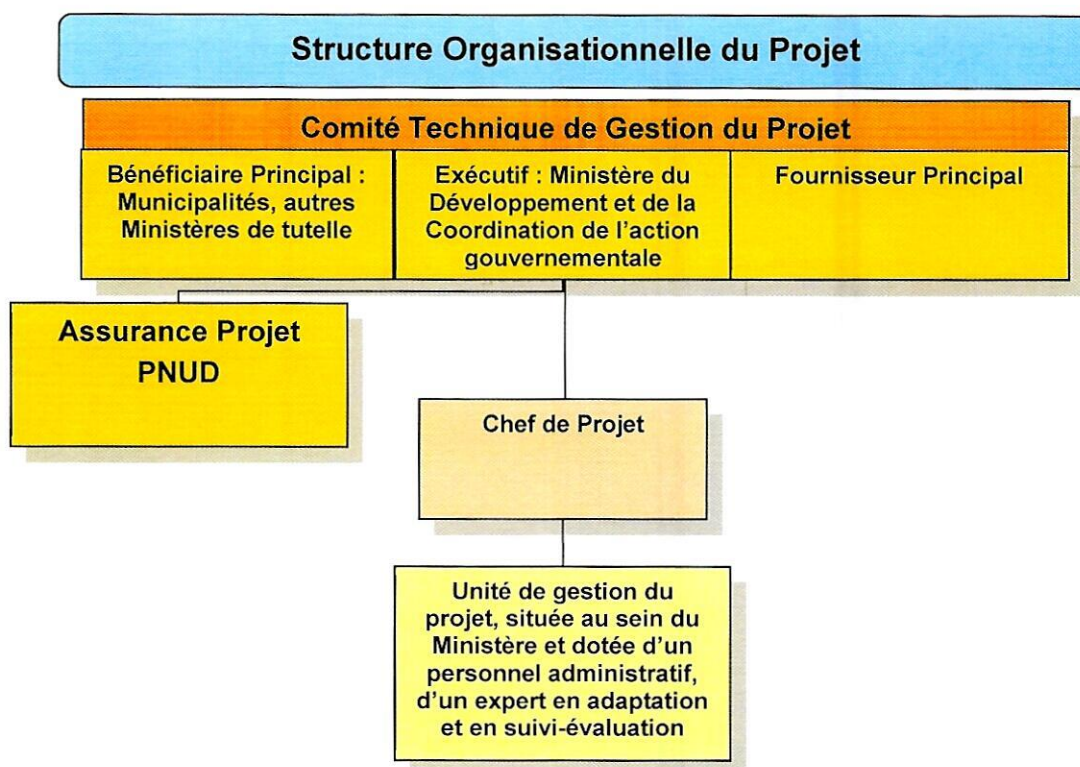 Structure Organisationnelle du Projet
Comité Technique de Gestion du Projet
Bénéficiaire Principal :
Municipalités, autres
Ministères de tutelle
Exécutif : Ministère du
Développement et de la
Coordination de l’action
gouvernementale
Fournisseur Principal
Assurance Projet
PNUD
Chef de Projet
Unité de gestion du
projet, située au sein du
Ministère et dotée d’un
personnel administratif,
d’un expert en adaptation
et en suivi-évaluation